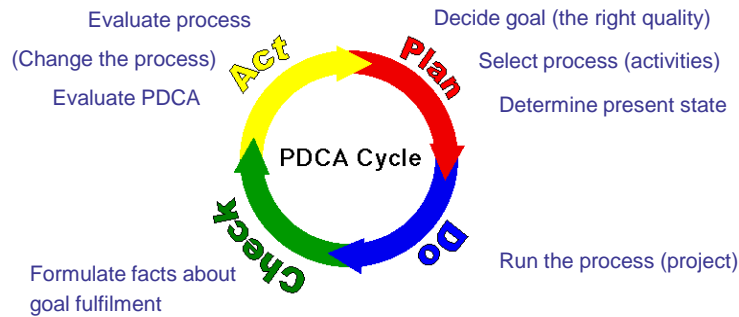 Evaluate process
(Change the process)
Evaluate PDCA
Act
Plan
Decide goal (the right quality)
Select process (activities)
Determine present state
PDCA Cycle
Check
Do
Formulate facts about
goal fulfilment
Run the process (project)